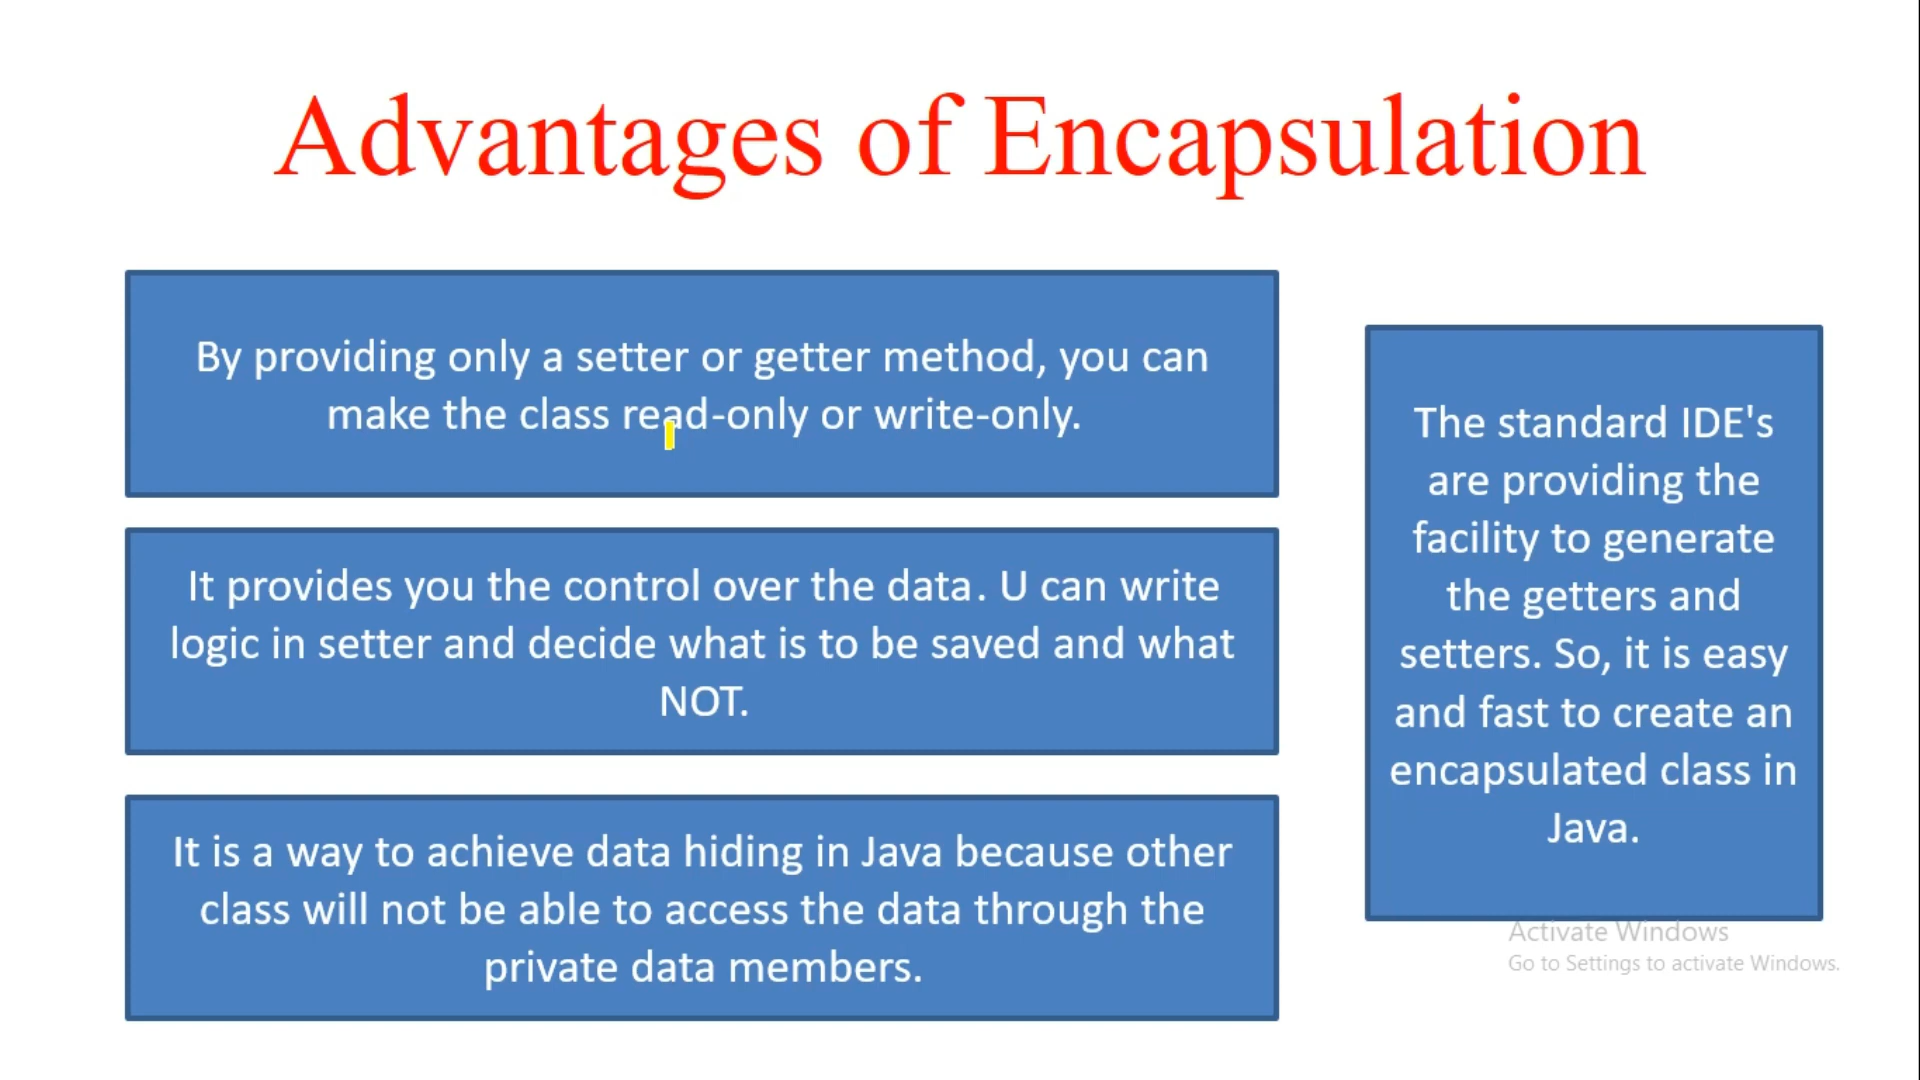 Advantages of Encapsulation
By providing only a setter or getter method, you can
make the class read-only or write-only.
It provides you the control over the data. U can write
logic in setter and decide what is to be saved and what
NOT.
It is a way to achieve data hiding in Java because other
class will not be able to access the data through the
private data members.
The standard IDE's
are providing the
facility to generate
the getters and
setters. So, it is easy
and fast to create an
encapsulated class in
Java.
Activate Windows
Go to Settings to activate Windows.